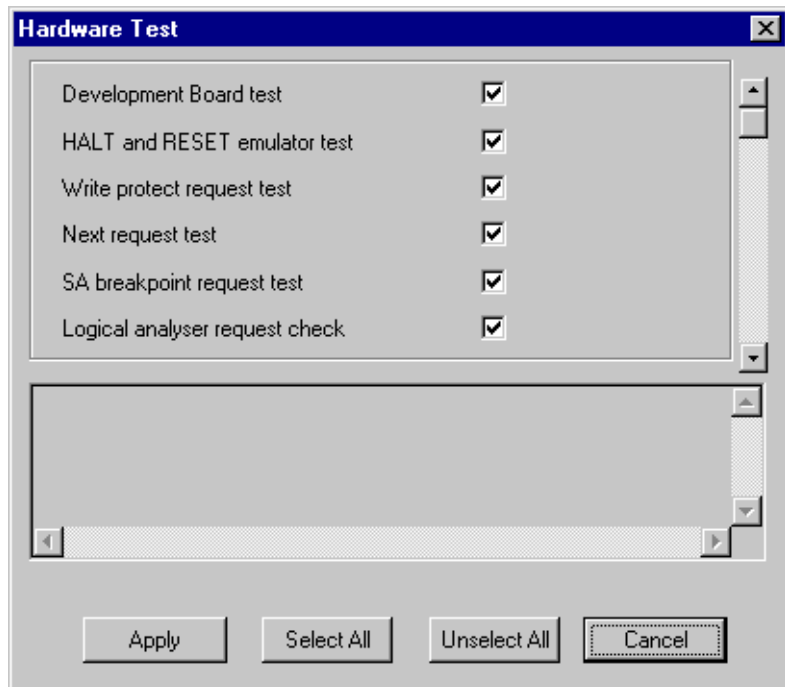 Hardware Test
Development Board test
HALT and RESET emulator test
Write protect request test
Next request test
SA breakpoint request test
Logical analyser request check
Apply Select All Unselect All Cancel